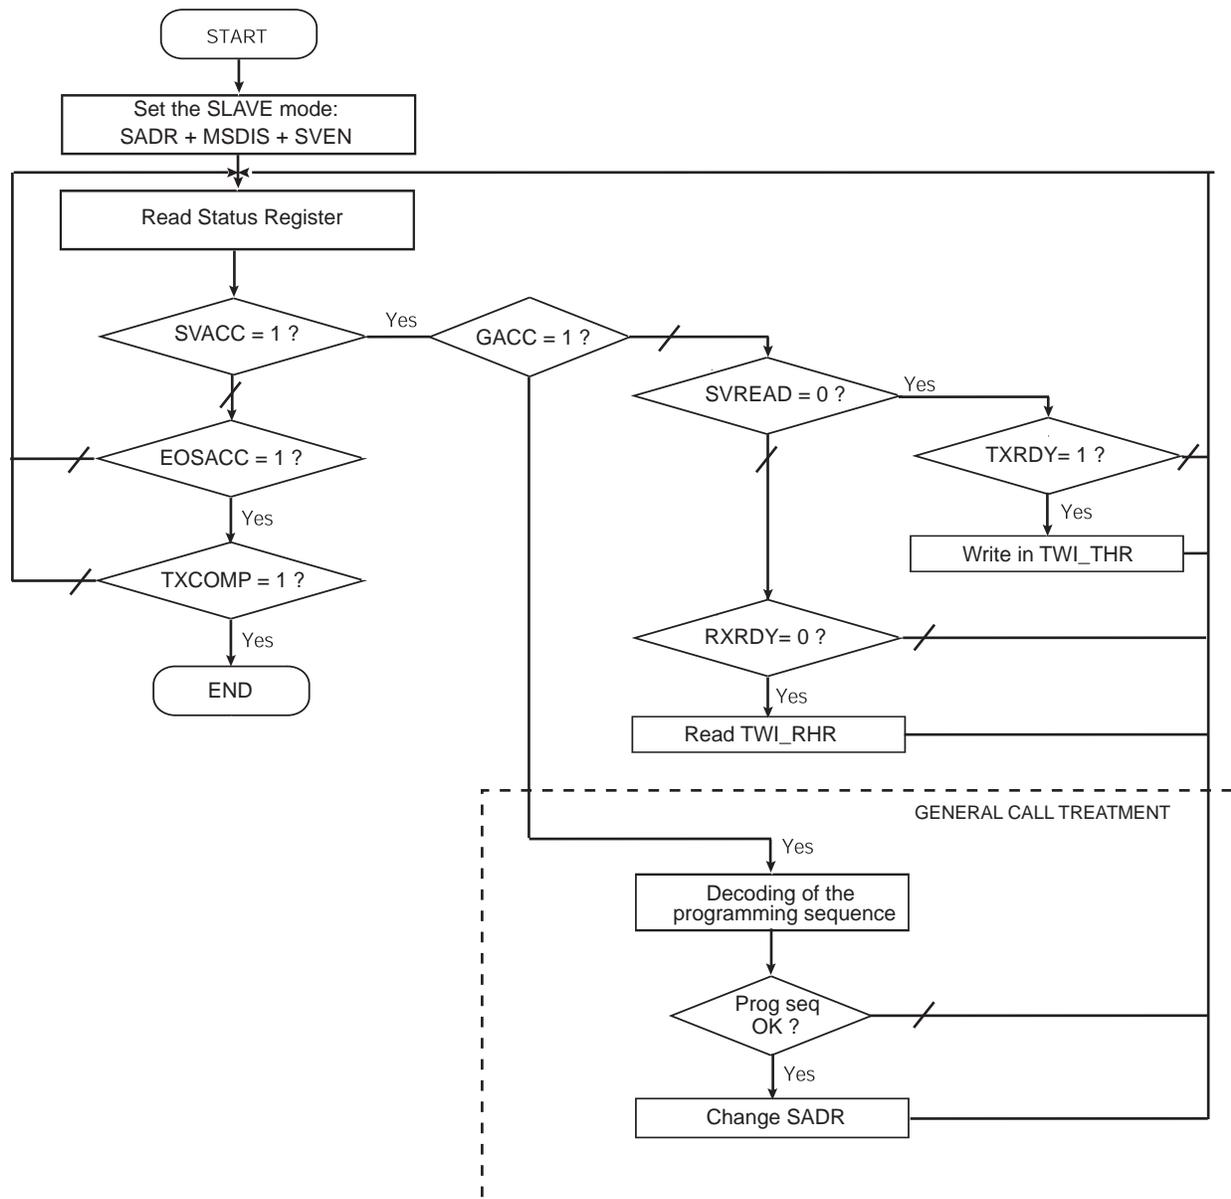 START
Set the SLAVE mode:
SADR + MSDIS + SVEN
Read Status Register
SVACC = 1 ?
Yes
GACC = 1 ?
SVREAD = 0 ?
Yes
EOSACC = 1 ?
TXRDY= 1 ?
Yes
Yes
Write in TWI_THR
TXCOMP = 1 ?
Yes
RXRDY= 0 ?
END
Yes
Read TWI_RHR
GENERAL CALL TREATMENT
Yes
Decoding of the
programming sequence
Prog seq
OK ?
Yes
Change SADR